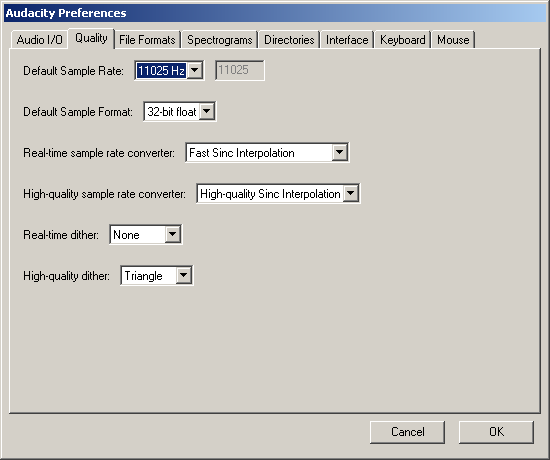 Audacity Preferences
Audio I/O Quality File Formats Spectrograms Directories Interface Keyboard Mouse
Default Sample Rate: 11025 Hz 11025
Default Sample Format: 32-bit float
Real-time sample rate converter: Fast Sinc Interpolation
High-quality sample rate converter: High-quality Sinc Interpolation
Real-time dither: None
High-quality dither: Triangle
Cancel OK